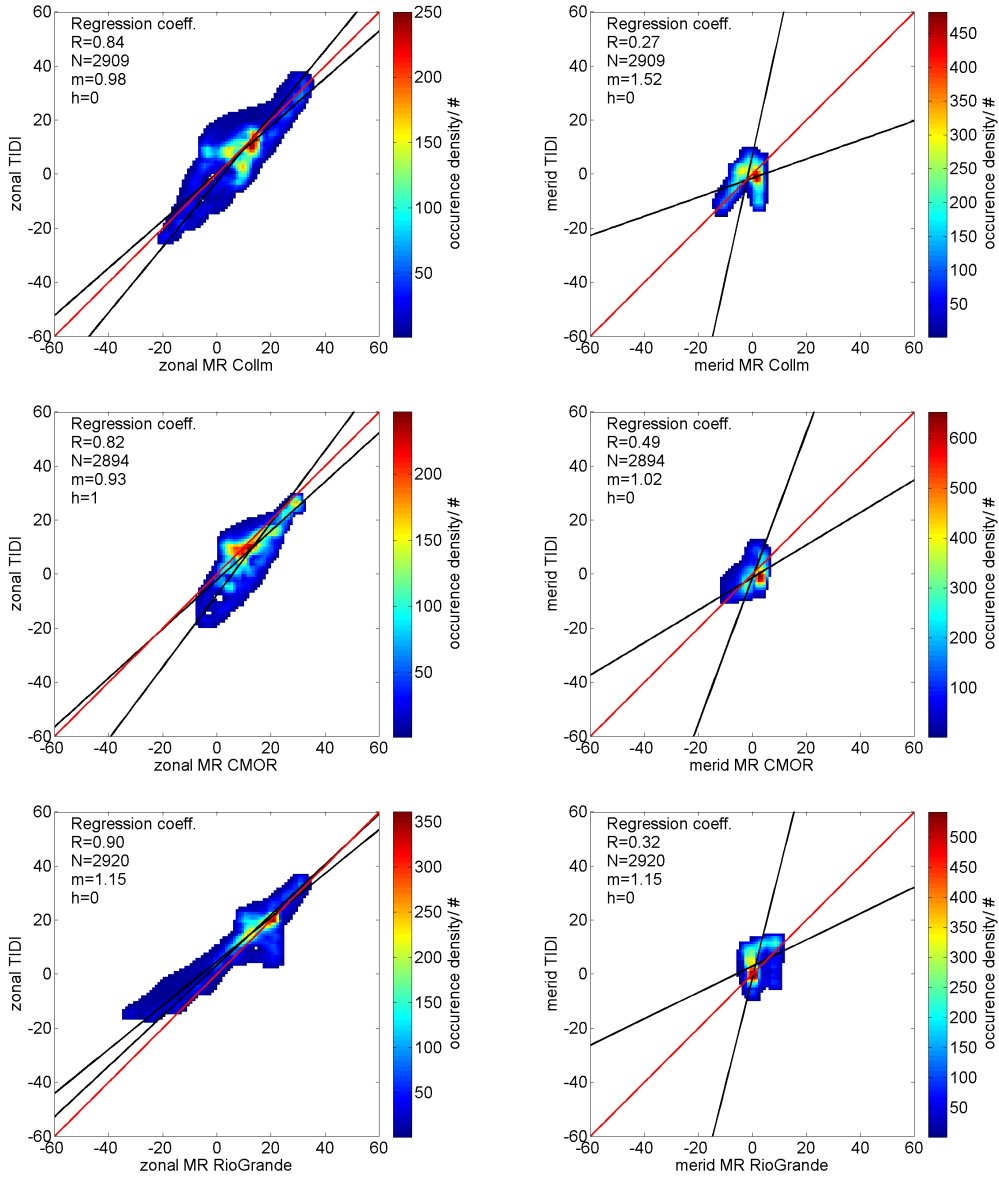 Regression coeff.
R=0.84
N=2909
m=0.98
h=0
60
40
20
0
-20
-40
-60
zonal TIDI
-60 -40 -20 0 20 40 60
zonal MR Collm
250
200
150
100
50
occurence density/ #
Regression coeff.
R=0.27
N=2909
m=1.52
h=0
60
40
20
0
-20
-40
-60
merid TIDI
-60 -40 -20 0 20 40 60
merid MR Collm
450
400
350
300
250
200
150
100
50
occurence density/ #
Regression coeff.
R=0.82
N=2894
m=0.93
h=1
60
40
20
0
-20
-40
-60
zonal TIDI
-60 -40 -20 0 20 40 60
zonal MR CMOR
200
150
100
50
occurence density/ #
Regression coeff.
R=0.49
N=2894
m=1.02
h=0
60
40
20
0
-20
-40
-60
merid TIDI
-60 -40 -20 0 20 40 60
merid MR CMOR
600
500
400
300
200
100
occurence density/ #
Regression coeff.
R=0.90
N=2920
m=1.15
h=0
60
40
20
0
-20
-40
-60
zonal TIDI
-60 -40 -20 0 20 40 60
zonal MR RioGrande
350
300
250
200
150
100
50
occurence density/ #
Regression coeff.
R=0.32
N=2920
m=1.15
h=0
60
40
20
0
-20
-40
-60
merid TIDI
-60 -40 -20 0 20 40 60
merid MR RioGrande
500
450
400
350
300
250
200
150
100
50
occurence density/ #